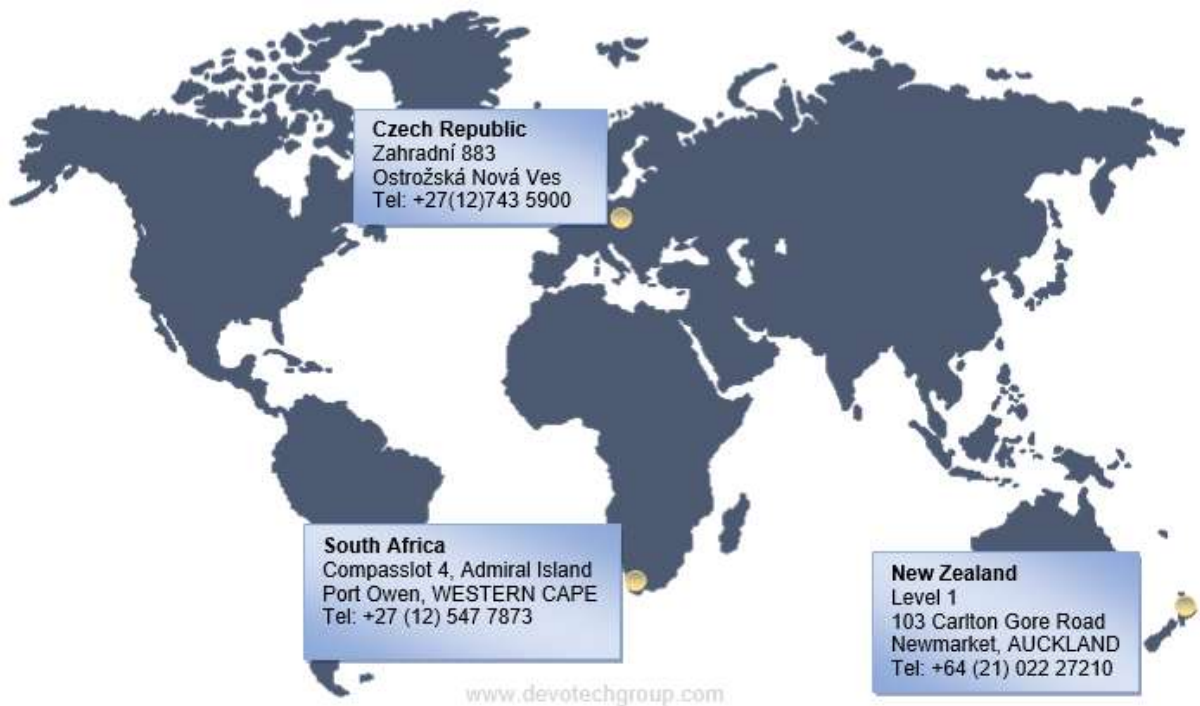 Czech Republic
Zahradní 883
Ostrožská Nová Ves
Tel: +27(12)743 5900
South Africa
Compasslot 4, Admiral Island
Port Owen, WESTERN CAPE
Tel: +27 (12) 547 7873
New Zealand
Level 1
103 Carlton Gore Road
Newmarket, AUCKLAND
Tel: +64 (21) 022 27210
www.devotechgroup.com